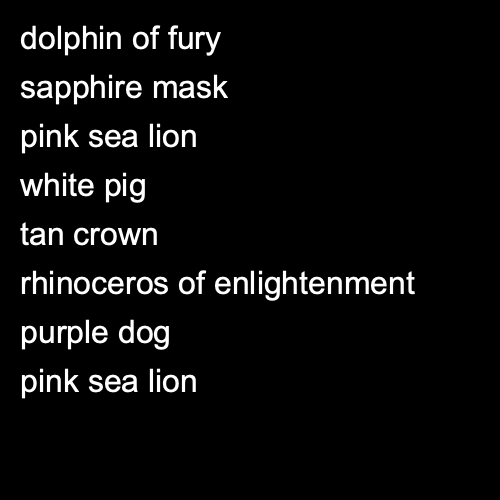 dolphin of fury
sapphire mask
pink sea lion
white pig
tan crown
rhinoceros of enlightenment
purple dog
pink sea lion